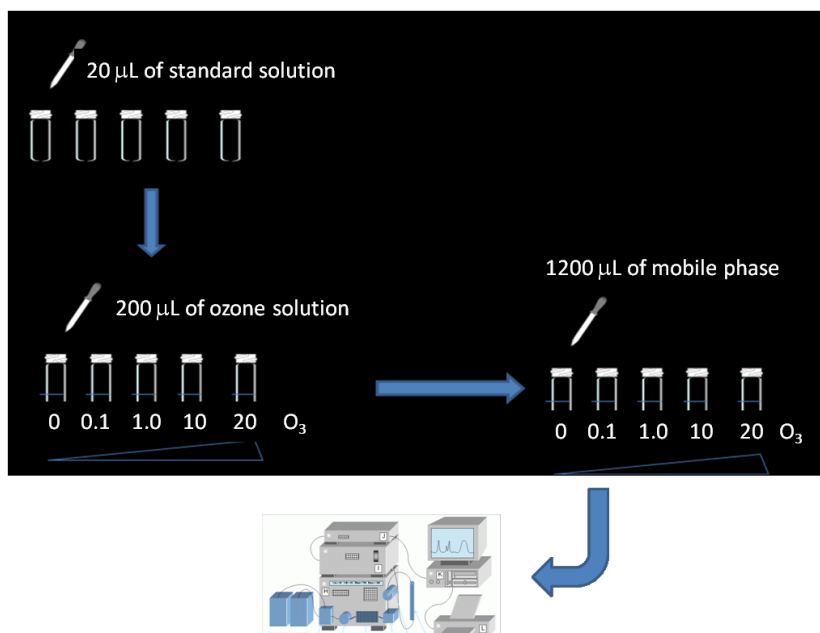 20 μL of standard solution
1200 μL of mobile phase
200 μL of ozone solution
0 0.1 1.0 10 20 O₃
0 0.1 1.0 10 20 O₃
J
I
H
K
L